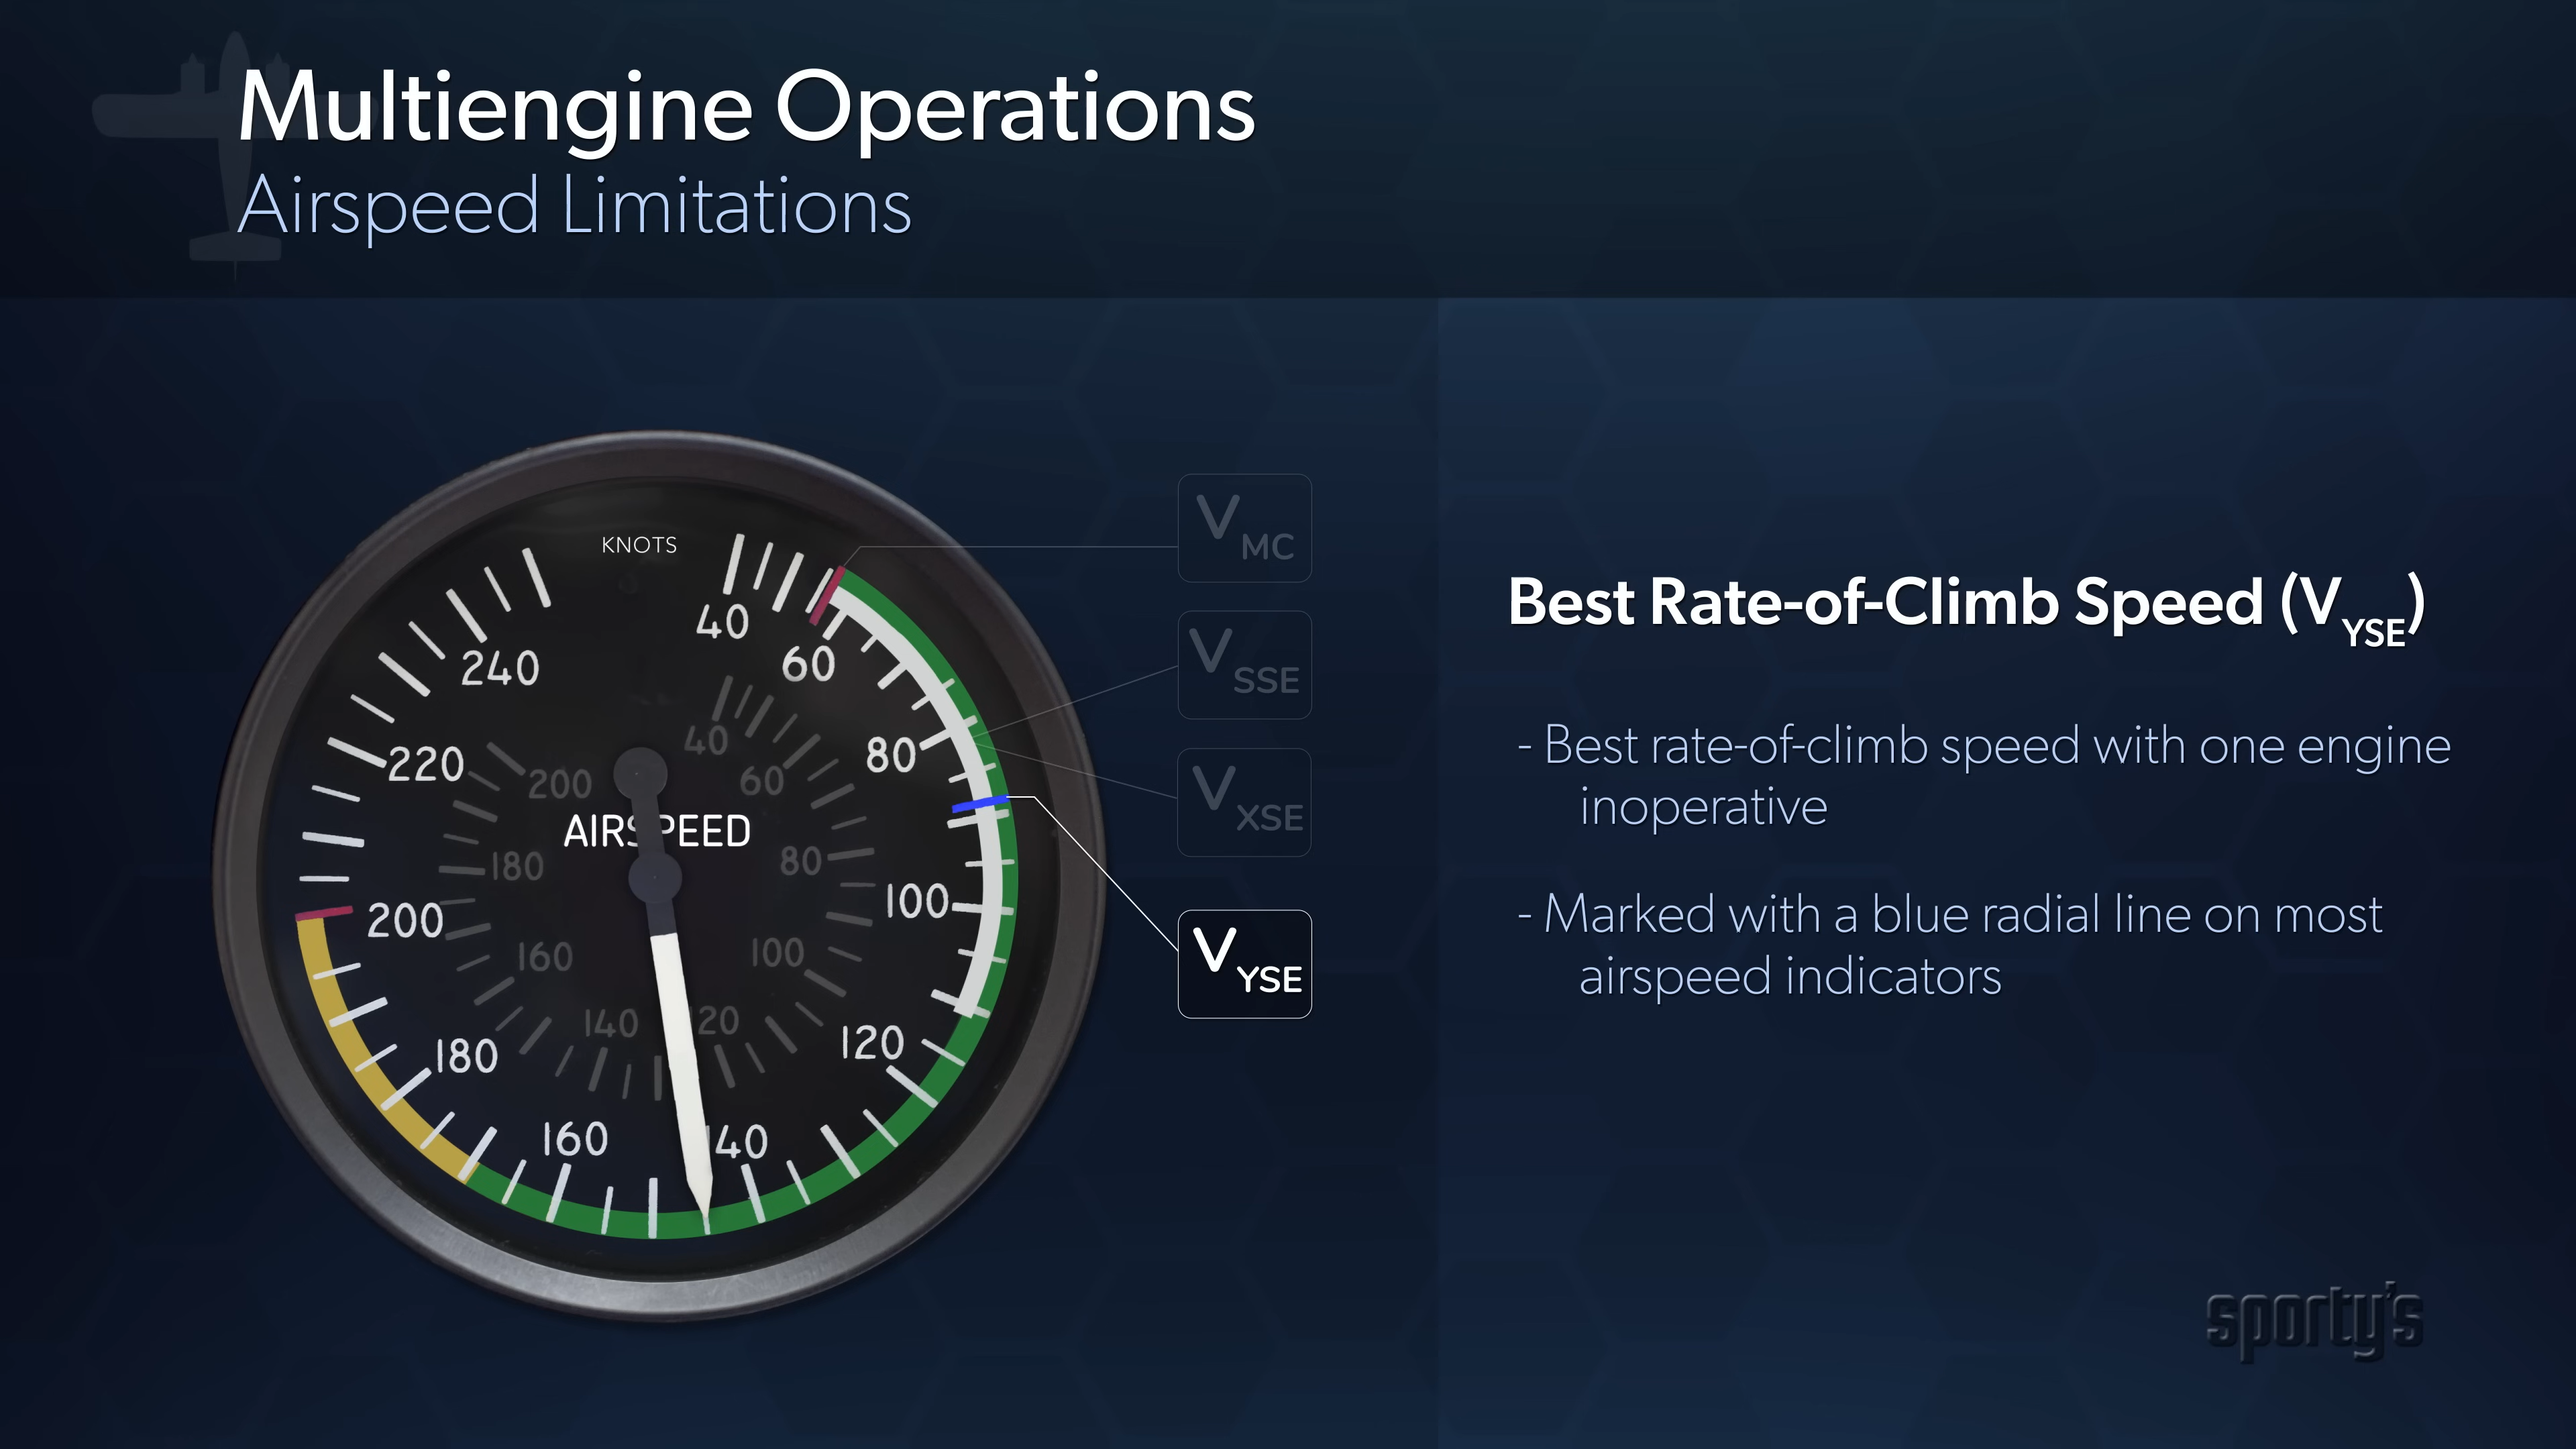 Multiengine Operations
Airspeed Limitations
KNOTS
40
60
80
100
120
140
160
180
200
220
240
40
60
80
100
120
140
160
180
200
AIRSPEED
VMC
VSSE
VXSE
VYSE
Best Rate-of-Climb Speed (VYSE)
- Best rate-of-climb speed with one engine
inoperative
- Marked with a blue radial line on most
airspeed indicators
sporty's